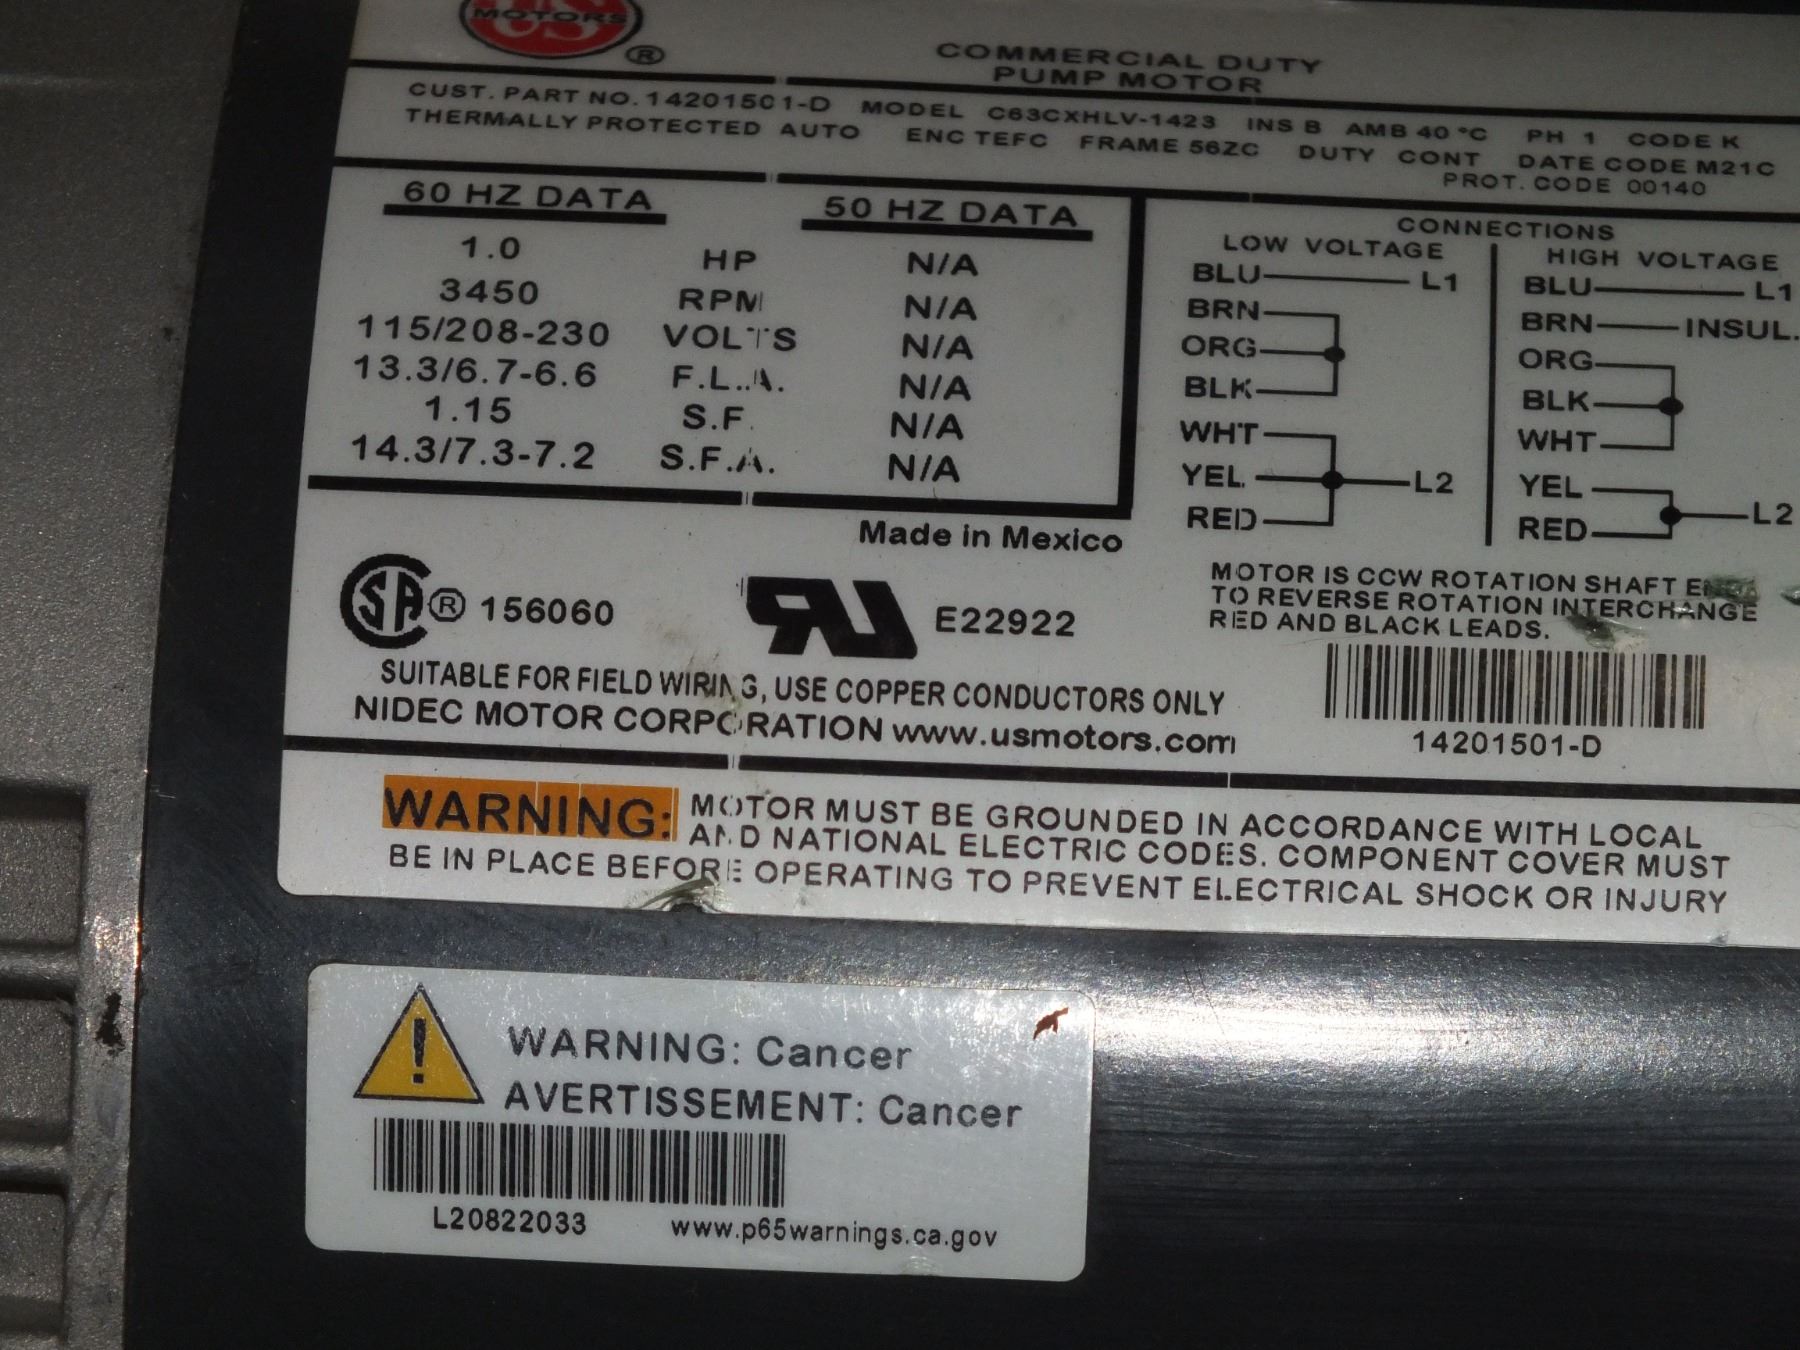 US
MOTORS
®
COMMERCIAL DUTY
PUMP MOTOR
CUST. PART NO. 14201501-D MODEL C63CXHLV-1423 INS B AMB 40 °C PH 1 CODE K
THERMALLY PROTECTED AUTO ENC TEFC FRAME 56ZC DUTY CONT DATE CODE M21C
PROT. CODE 00140
60 HZ DATA 50 HZ DATA
1.0 HP N/A
3450 RPM N/A
115/208-230 VOLTS N/A
13.3/6.7-6.6 F.L.A. N/A
1.15 S.F. N/A
14.3/7.3-7.2 S.F.A. N/A
CONNECTIONS
LOW VOLTAGE
BLU L1
BRN
ORG
BLK
WHT
YEL L2
RED
HIGH VOLTAGE
BLU L1
BRN INSUL.
ORG
BLK
WHT
YEL L2
RED
Made in Mexico
MOTOR IS CCW ROTATION SHAFT
TO REVERSE ROTATION INTERCHANGE
RED AND BLACK LEADS.
SA ® 156060 RU E22922
SUITABLE FOR FIELD WIRING, USE COPPER CONDUCTORS ONLY
NIDEC MOTOR CORPORATION www.usmotors.com
14201501-D
WARNING: MOTOR MUST BE GROUNDED IN ACCORDANCE WITH LOCAL
AND NATIONAL ELECTRIC CODES. COMPONENT COVER MUST
BE IN PLACE BEFORE OPERATING TO PREVENT ELECTRICAL SHOCK OR INJURY
WARNING: Cancer
AVERTISSEMENT: Cancer
L20822033 www.p65warnings.ca.gov